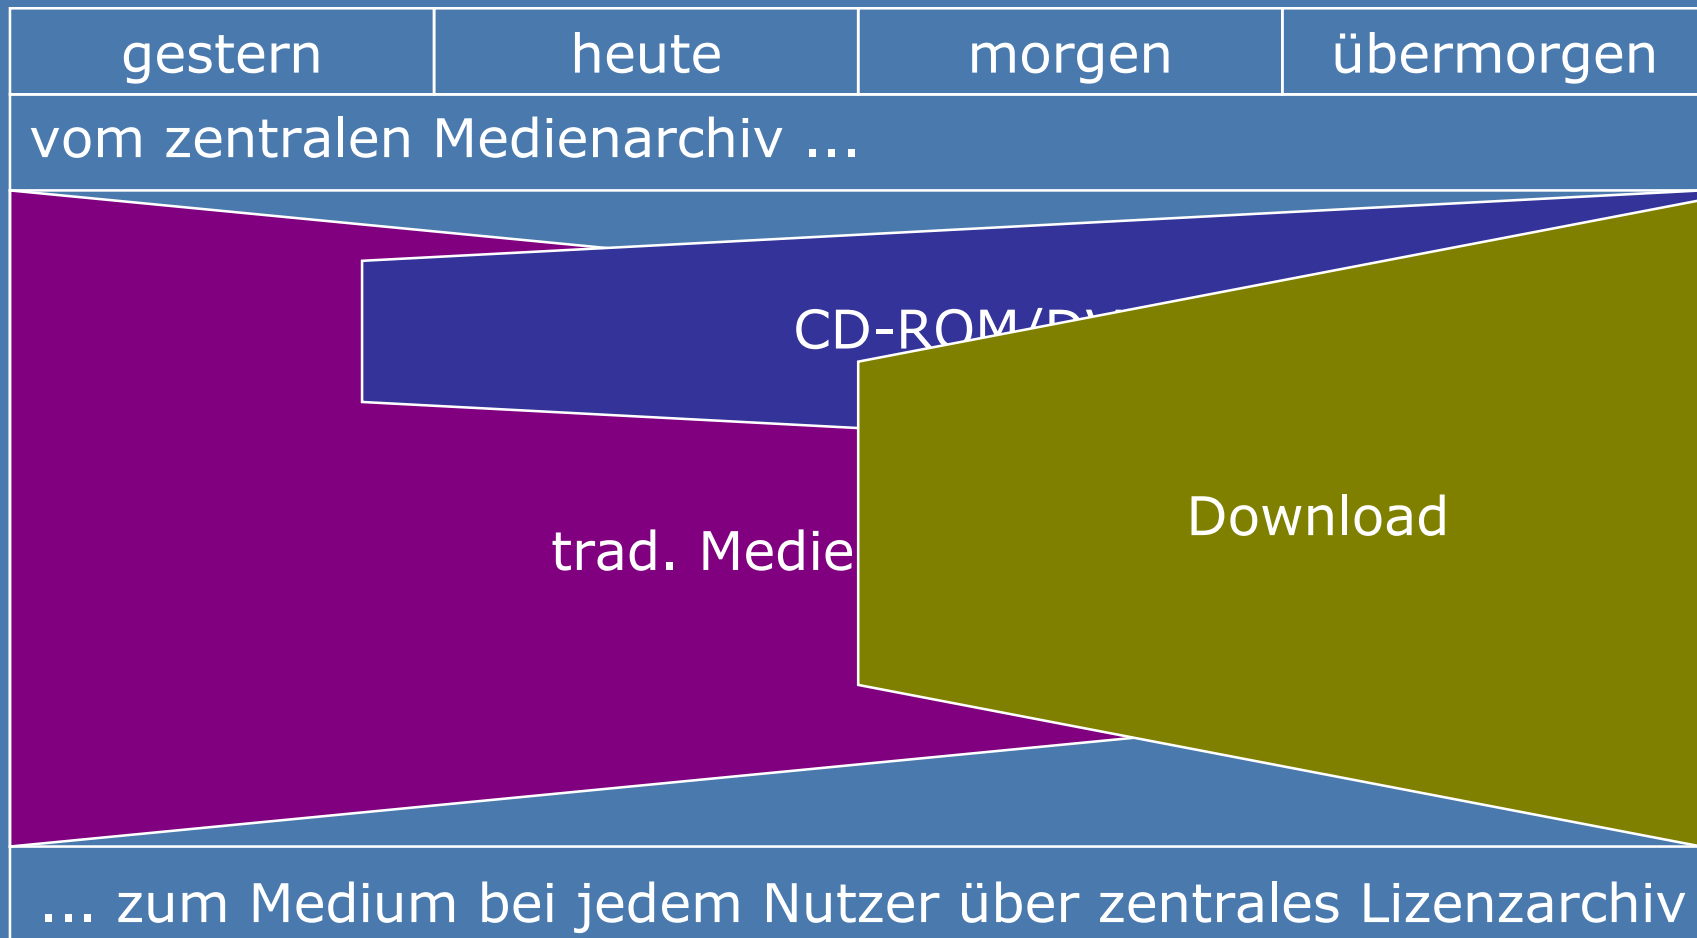 gestern heute morgen übermorgen
vom zentralen Medienarchiv ...
CD-ROM/DV
Download
trad. Medie
... zum Medium bei jedem Nutzer über zentrales Lizenzarchiv